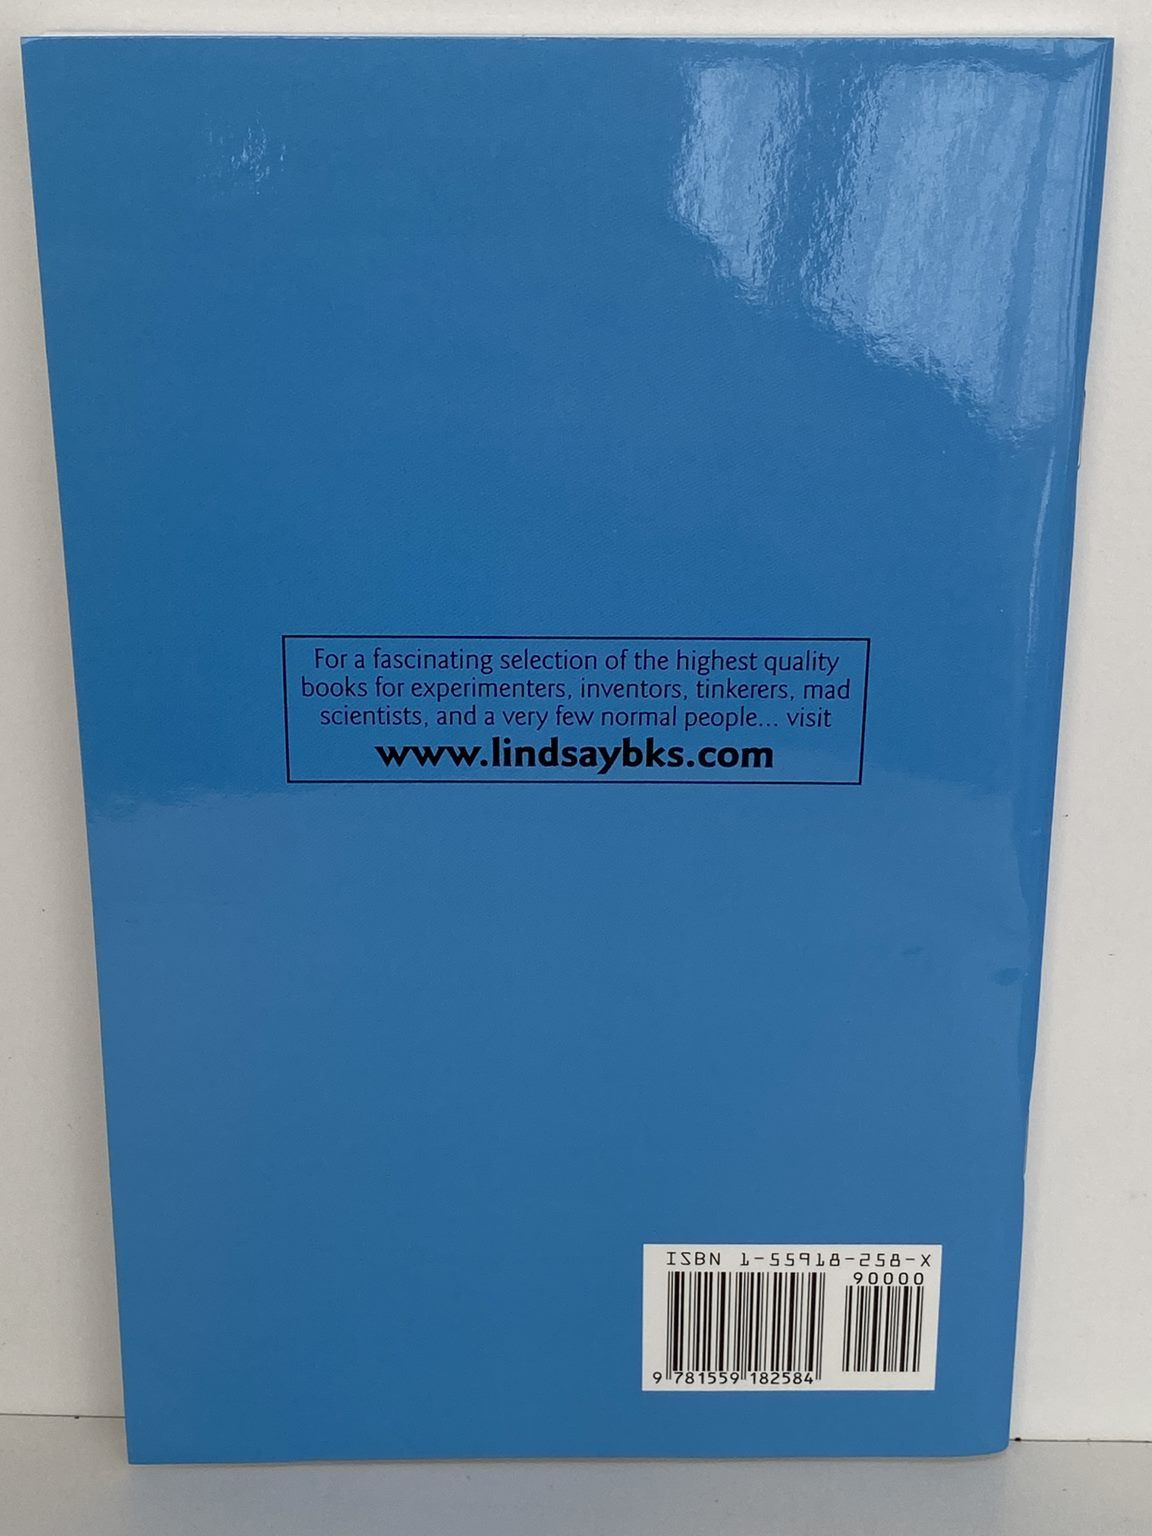 For a fascinating selection of the highest quality
books for experimenters, inventors, tinkerers, mad
scientists, and a very few normal people... visit
www.lindsaybks.com
ISBN 1-55918-258-X
90000
9 781559 182584